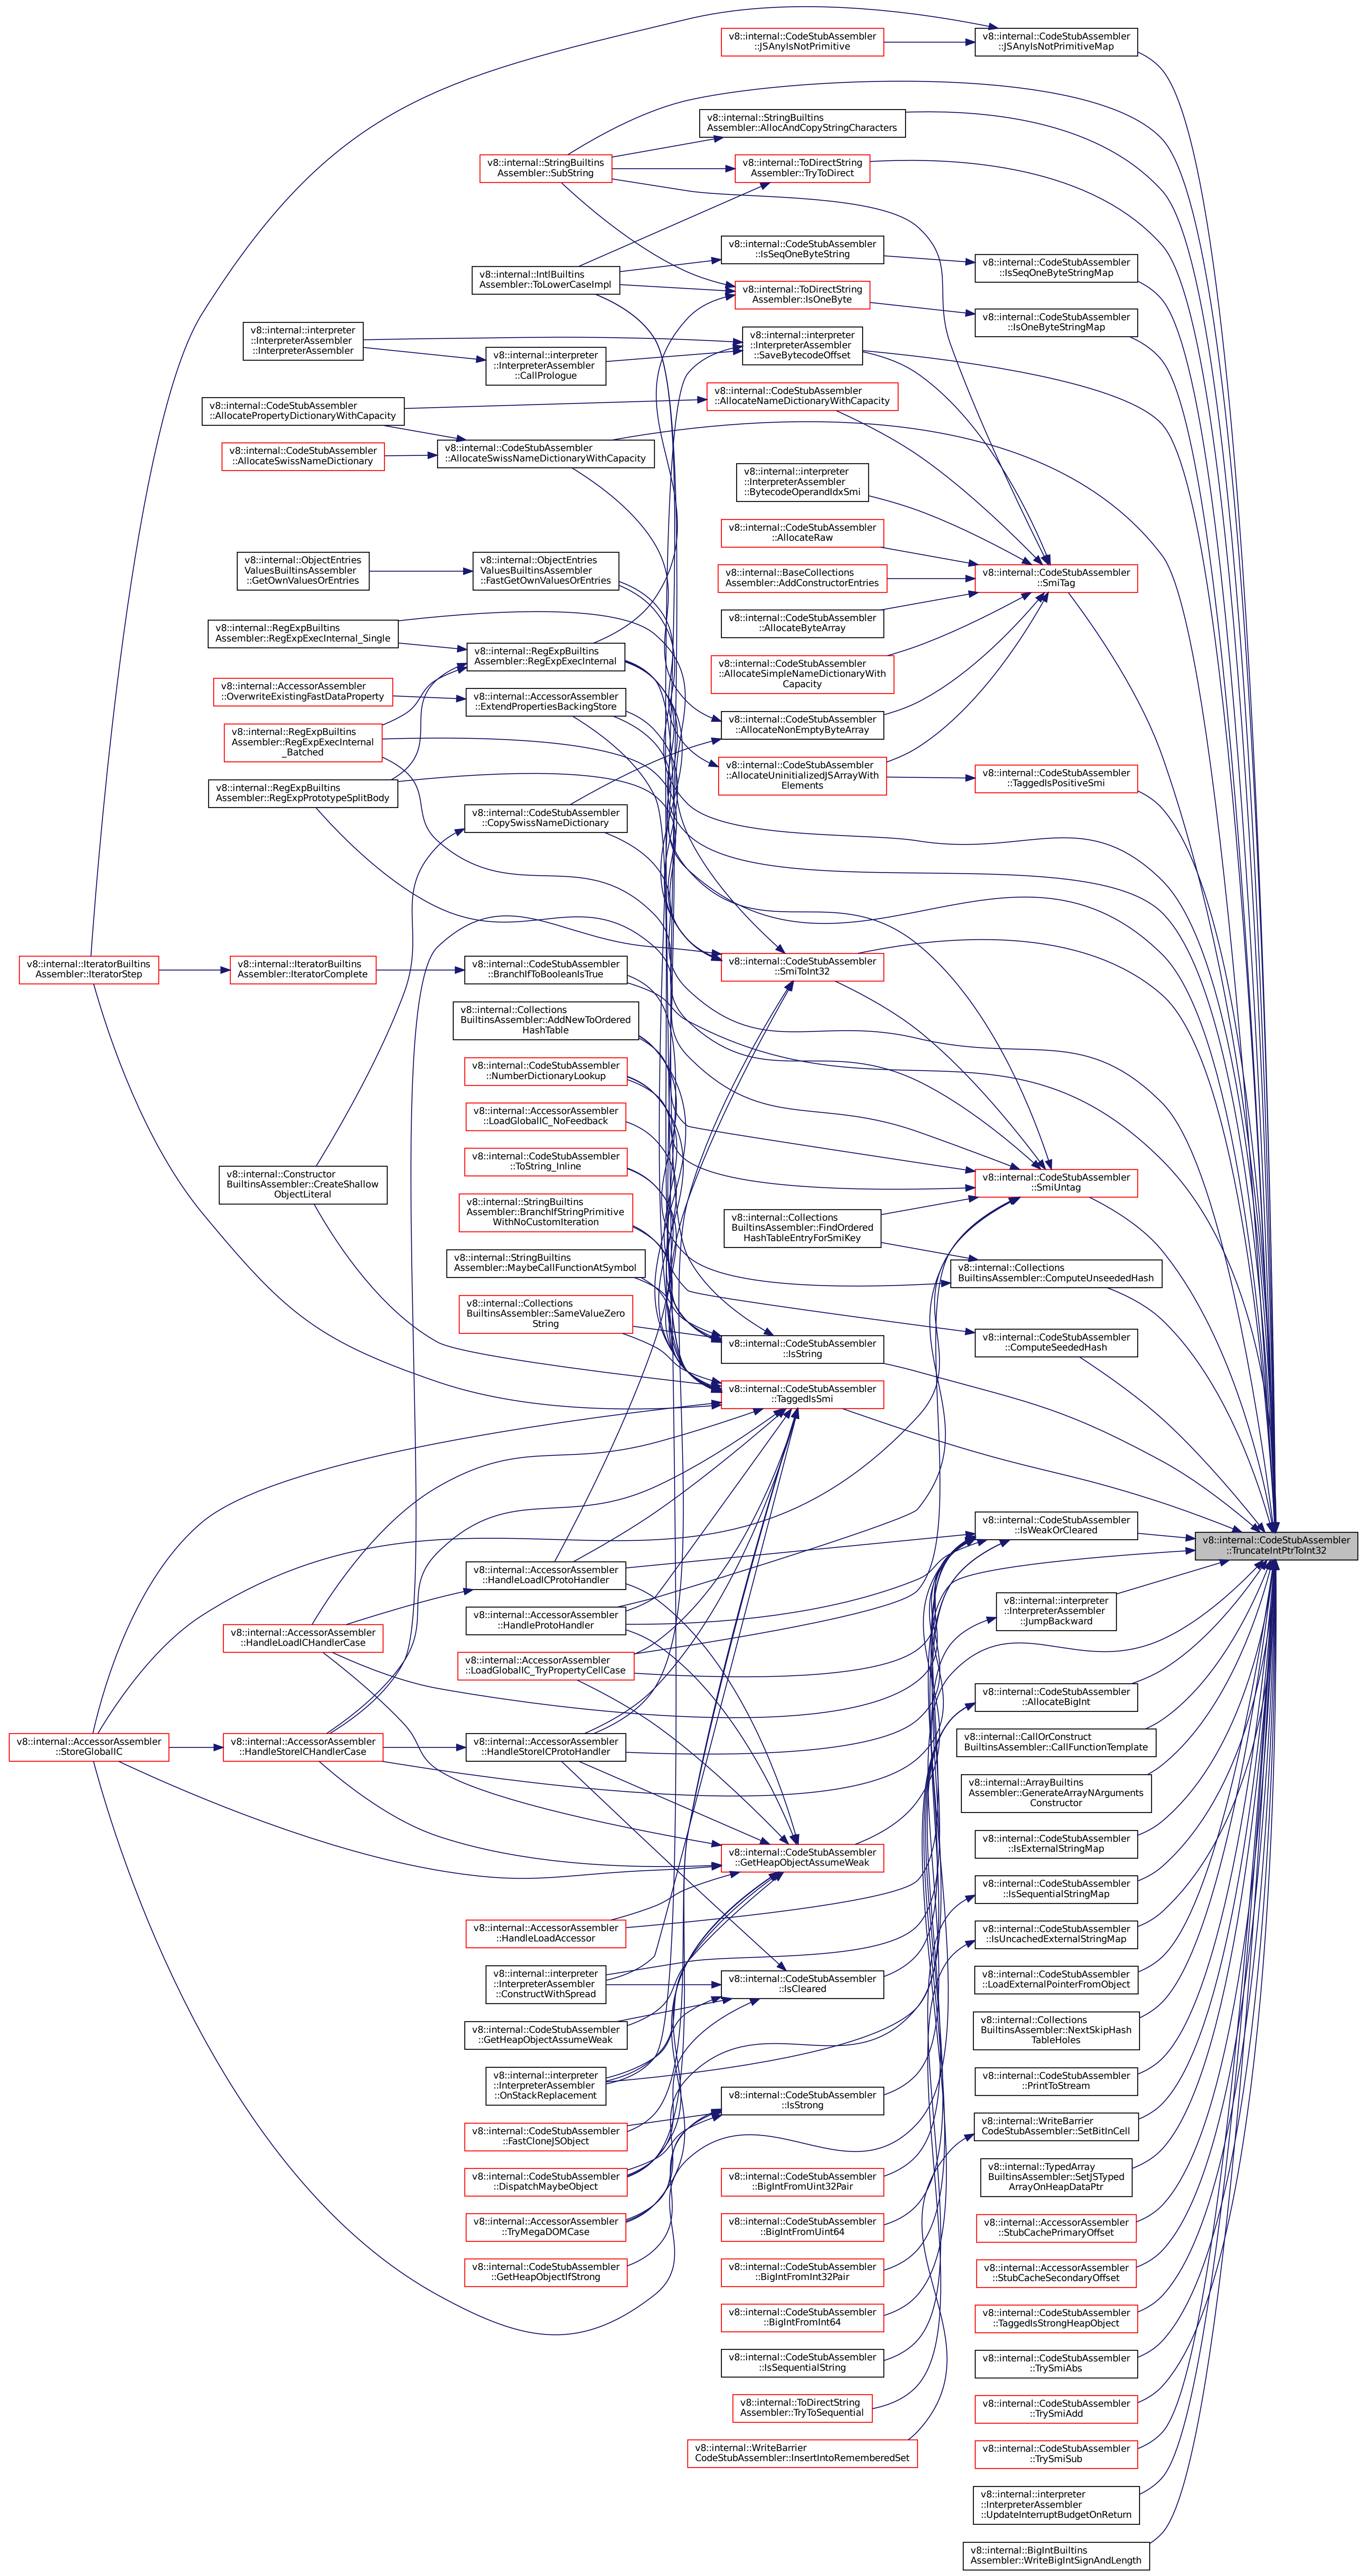 v8::internal::CodeStubAssembler
::JSAnyIsNotPrimitive
v8::internal::CodeStubAssembler
::JSAnyIsNotPrimitiveMap
v8::internal::StringBuiltins
Assembler::AllocAndCopyStringCharacters
v8::internal::StringBuiltins
Assembler::SubString
v8::internal::ToDirectString
Assembler::TryToDirect
v8::internal::CodeStubAssembler
::IsSeqOneByteString
v8::internal::CodeStubAssembler
::IsSeqOneByteStringMap
v8::internal::IntlBuiltins
Assembler::ToLowerCaseImpl
v8::internal::ToDirectString
Assembler::IsOneByte
v8::internal::CodeStubAssembler
::IsOneByteStringMap
v8::internal::interpreter
::InterpreterAssembler
::InterpreterAssembler
v8::internal::interpreter
::InterpreterAssembler
::CallPrologue
v8::internal::interpreter
::InterpreterAssembler
::SaveBytecodeOffset
v8::internal::CodeStubAssembler
::AllocatePropertyDictionaryWithCapacity
v8::internal::CodeStubAssembler
::AllocateNameDictionaryWithCapacity
v8::internal::CodeStubAssembler
::AllocateSwissNameDictionary
v8::internal::CodeStubAssembler
::AllocateSwissNameDictionaryWithCapacity
v8::internal::interpreter
::InterpreterAssembler
::BytecodeOperandIdxSmi
v8::internal::CodeStubAssembler
::AllocateRaw
v8::internal::ObjectEntries
ValuesBuiltinsAssembler
::GetOwnValuesOrEntries
v8::internal::ObjectEntries
ValuesBuiltinsAssembler
::FastGetOwnValuesOrEntries
v8::internal::BaseCollections
Assembler::AddConstructorEntries
v8::internal::CodeStubAssembler
::SmiTag
v8::internal::CodeStubAssembler
::AllocateByteArray
v8::internal::RegExpBuiltins
Assembler::RegExpExecInternal_Single
v8::internal::RegExpBuiltins
Assembler::RegExpExecInternal
v8::internal::CodeStubAssembler
::AllocateSimpleNameDictionaryWith
Capacity
v8::internal::AccessorAssembler
::OverwriteExistingFastDataProperty
v8::internal::AccessorAssembler
::ExtendPropertiesBackingStore
v8::internal::CodeStubAssembler
::AllocateNonEmptyByteArray
v8::internal::RegExpBuiltins
Assembler::RegExpExecInternal
_Batched
v8::internal::RegExpBuiltins
Assembler::RegExpPrototypeSplitBody
v8::internal::CodeStubAssembler
::AllocateUninitializedJSArrayWith
Elements
v8::internal::CodeStubAssembler
::TaggedIsPositiveSmi
v8::internal::CodeStubAssembler
::CopySwissNameDictionary
v8::internal::IteratorBuiltins
Assembler::IteratorStep
v8::internal::IteratorBuiltins
Assembler::IteratorComplete
v8::internal::CodeStubAssembler
::BranchIfToBooleanIsTrue
v8::internal::CodeStubAssembler
::SmiToInt32
v8::internal::Collections
BuiltinsAssembler::AddNewToOrdered
HashTable
v8::internal::CodeStubAssembler
::NumberDictionaryLookup
v8::internal::AccessorAssembler
::LoadGlobalIC_NoFeedback
v8::internal::CodeStubAssembler
::ToString_Inline
v8::internal::Constructor
BuiltinsAssembler::CreateShallow
ObjectLiteral
v8::internal::CodeStubAssembler
::SmiUntag
v8::internal::StringBuiltins
Assembler::BranchIfStringPrimitive
WithNoCustomIteration
v8::internal::Collections
BuiltinsAssembler::FindOrdered
HashTableEntryForSmiKey
v8::internal::StringBuiltins
Assembler::MaybeCallFunctionAtSymbol
v8::internal::Collections
BuiltinsAssembler::ComputeUnseededHash
v8::internal::Collections
BuiltinsAssembler::SameValueZero
String
v8::internal::CodeStubAssembler
::IsString
v8::internal::CodeStubAssembler
::ComputeSeededHash
v8::internal::CodeStubAssembler
::TaggedIsSmi
v8::internal::CodeStubAssembler
::IsWeakOrCleared
v8::internal::CodeStubAssembler
::TruncateIntPtrToInt32
v8::internal::AccessorAssembler
::HandleLoadICProtoHandler
v8::internal::AccessorAssembler
::HandleProtoHandler
v8::internal::interpreter
::InterpreterAssembler
::JumpBackward
v8::internal::AccessorAssembler
::HandleLoadICHandlerCase
v8::internal::AccessorAssembler
::LoadGlobalIC_TryPropertyCellCase
v8::internal::CodeStubAssembler
::AllocateBigInt
v8::internal::AccessorAssembler
::StoreGlobalIC
v8::internal::AccessorAssembler
::HandleStoreICHandlerCase
v8::internal::AccessorAssembler
::HandleStoreICProtoHandler
v8::internal::CallOrConstruct
BuiltinsAssembler::CallFunctionTemplate
v8::internal::ArrayBuiltins
Assembler::GenerateArrayNArguments
Constructor
v8::internal::CodeStubAssembler
::GetHeapObjectAssumeWeak
v8::internal::CodeStubAssembler
::IsExternalStringMap
v8::internal::CodeStubAssembler
::IsSequentialStringMap
v8::internal::AccessorAssembler
::HandleLoadAccessor
v8::internal::CodeStubAssembler
::IsUncachedExternalStringMap
v8::internal::interpreter
::InterpreterAssembler
::ConstructWithSpread
v8::internal::CodeStubAssembler
::IsCleared
v8::internal::CodeStubAssembler
::LoadExternalPointerFromObject
v8::internal::CodeStubAssembler
::GetHeapObjectAssumeWeak
v8::internal::Collections
BuiltinsAssembler::NextSkipHash
TableHoles
v8::internal::interpreter
::InterpreterAssembler
::OnStackReplacement
v8::internal::CodeStubAssembler
::PrintToStream
v8::internal::CodeStubAssembler
::IsStrong
v8::internal::CodeStubAssembler
::FastCloneJSObject
v8::internal::WriteBarrier
CodeStubAssembler::SetBitInCell
v8::internal::CodeStubAssembler
::DispatchMaybeObject
v8::internal::CodeStubAssembler
::BigIntFromUint32Pair
v8::internal::TypedArray
BuiltinsAssembler::SetJSTyped
ArrayOnHeapDataPtr
v8::internal::AccessorAssembler
::TryMegaDOMCase
v8::internal::CodeStubAssembler
::BigIntFromUint64
v8::internal::AccessorAssembler
::StubCachePrimaryOffset
v8::internal::CodeStubAssembler
::GetHeapObjectIfStrong
v8::internal::CodeStubAssembler
::BigIntFromInt32Pair
v8::internal::AccessorAssembler
::StubCacheSecondaryOffset
v8::internal::CodeStubAssembler
::BigIntFromInt64
v8::internal::CodeStubAssembler
::TaggedIsStrongHeapObject
v8::internal::CodeStubAssembler
::IsSequentialString
v8::internal::CodeStubAssembler
::TrySmiAbs
v8::internal::ToDirectString
Assembler::TryToSequential
v8::internal::CodeStubAssembler
::TrySmiAdd
v8::internal::WriteBarrier
CodeStubAssembler::InsertIntoRememberedSet
v8::internal::CodeStubAssembler
::TrySmiSub
v8::internal::interpreter
::InterpreterAssembler
::UpdateInterruptBudgetOnReturn
v8::internal::BigIntBuiltins
Assembler::WriteBigIntSignAndLength